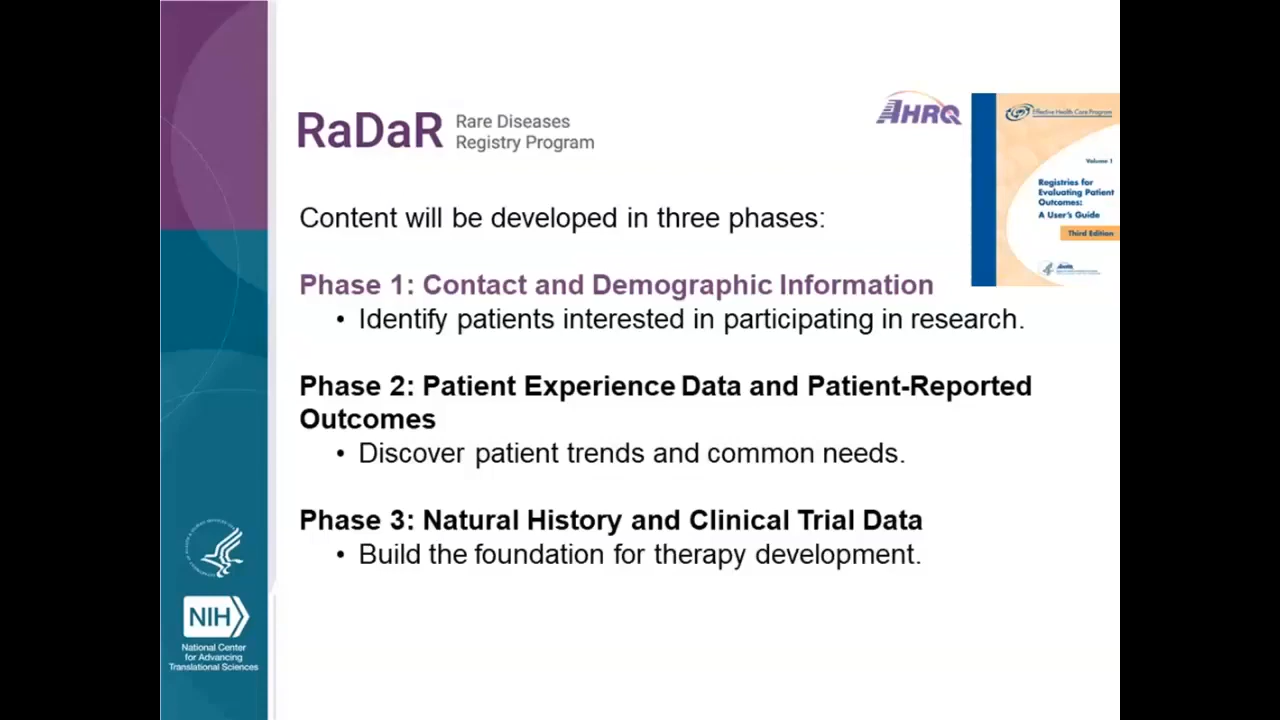 RaDaR
Rare Diseases
Registry Program
AHRQ
Effective Health Care Program
Volume 1
Registries for
Evaluating Patient
Outcomes:
A User's Guide
Third Edition
Content will be developed in three phases:
Phase 1: Contact and Demographic Information
• Identify patients interested in participating in research.
Phase 2: Patient Experience Data and Patient-Reported
Outcomes
• Discover patient trends and common needs.
Phase 3: Natural History and Clinical Trial Data
• Build the foundation for therapy development.
NIH
National Center
for Advancing
Translational Sciences